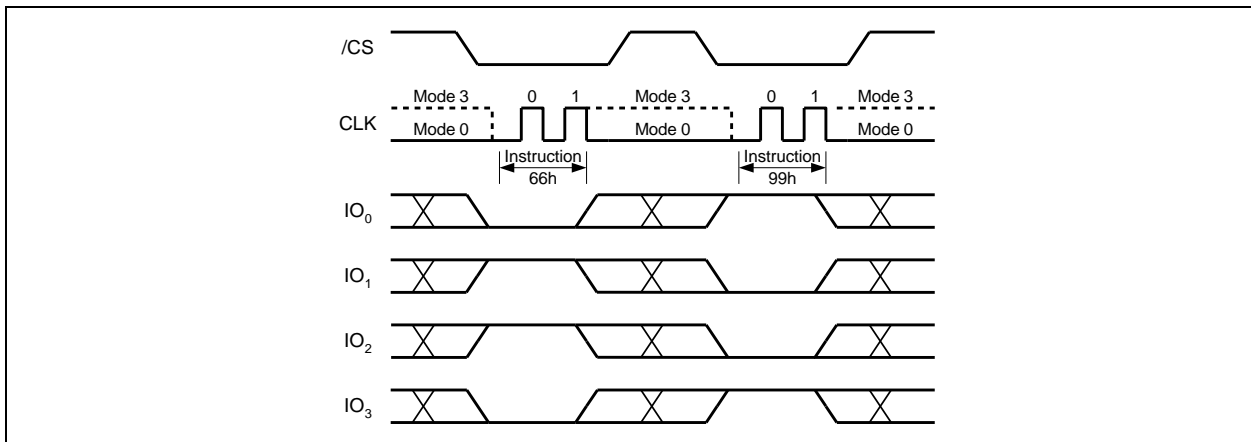 /CS
Mode 3 0 1 Mode 3 0 1 Mode 3
CLK
Mode 0 Mode 0 Mode 0
Instruction Instruction
66h 99h
IO0
IO1
IO2
IO3